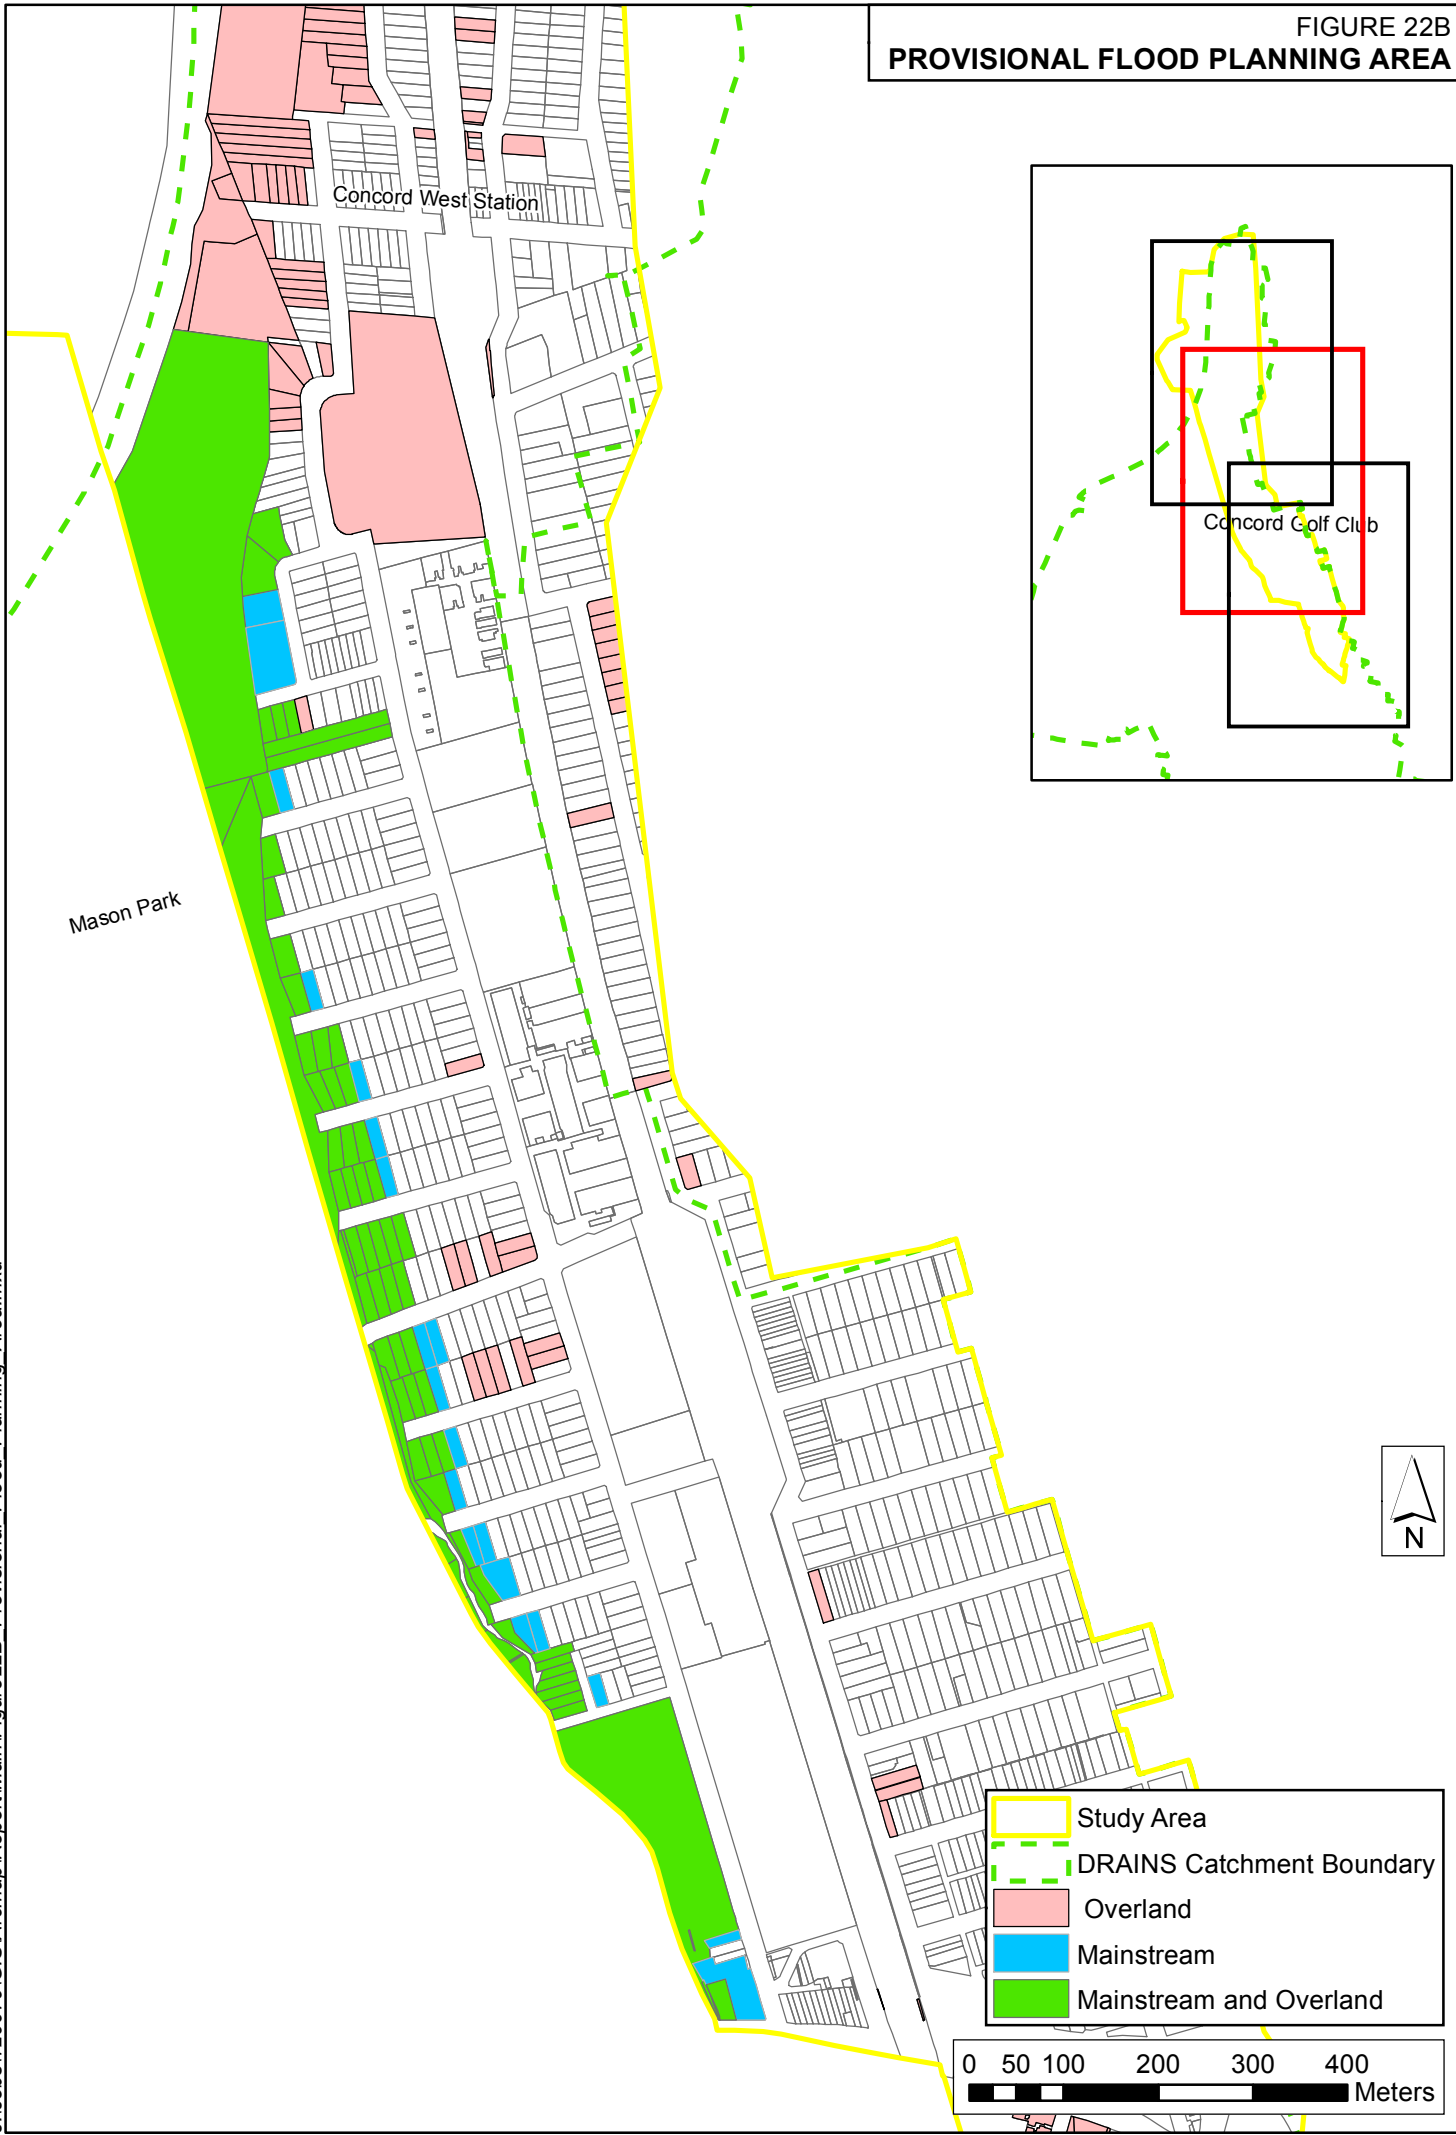 FIGURE 22B
PROVISIONAL FLOOD PLANNING AREA
Concord West Station
Concord Golf Club
Mason Park
N
Study Area
DRAINS Catchment Boundary
Overland
Mainstream
Mainstream and Overland
0 50 100 200 300 400
Meters